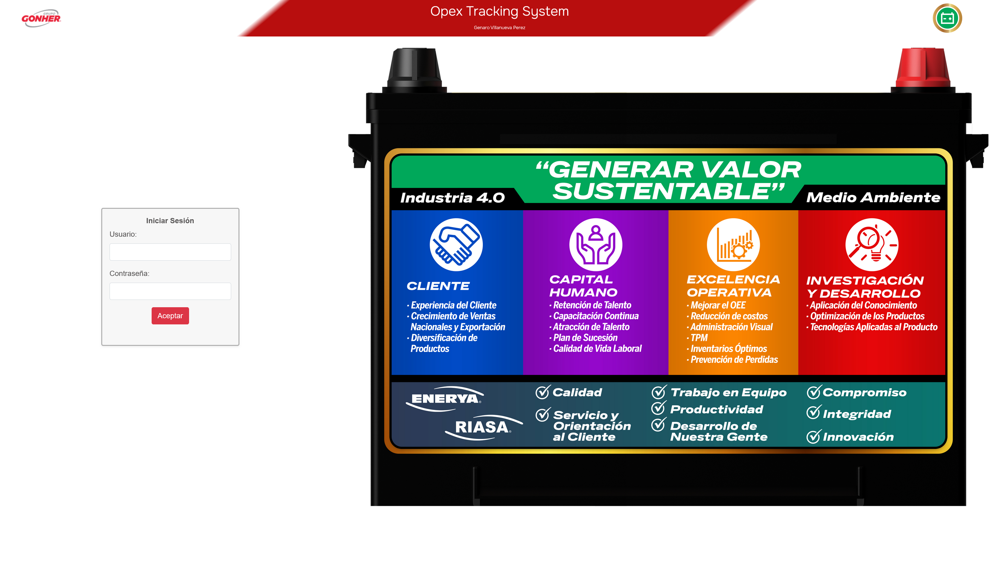 GRUPO
GONHER
Opex Tracking System
Genaro Villanueva Perez
Iniciar Sesión
Usuario:
Contraseña:
Aceptar
“GENERAR VALOR
SUSTENTABLE”
Industria 4.0
Medio Ambiente
CLIENTE
· Experiencia del Cliente
· Crecimiento de Ventas
Nacionales y Exportación
· Diversificación de
Productos
CAPITAL
HUMANO
· Retención de Talento
· Capacitación Continua
· Atracción de Talento
· Plan de Sucesión
· Calidad de Vida Laboral
EXCELENCIA
OPERATIVA
· Mejorar el OEE
· Reducción de costos
· Administración Visual
· TPM
· Inventarios Óptimos
· Prevención de Perdidas
INVESTIGACIÓN
Y DESARROLLO
· Aplicación del Conocimiento
· Optimización de los Productos
· Tecnologías Aplicadas al Producto
ENERYA®
RIASA®
Calidad
Servicio y
Orientación
al Cliente
Trabajo en Equipo
Productividad
Desarrollo de
Nuestra Gente
Compromiso
Integridad
Innovación